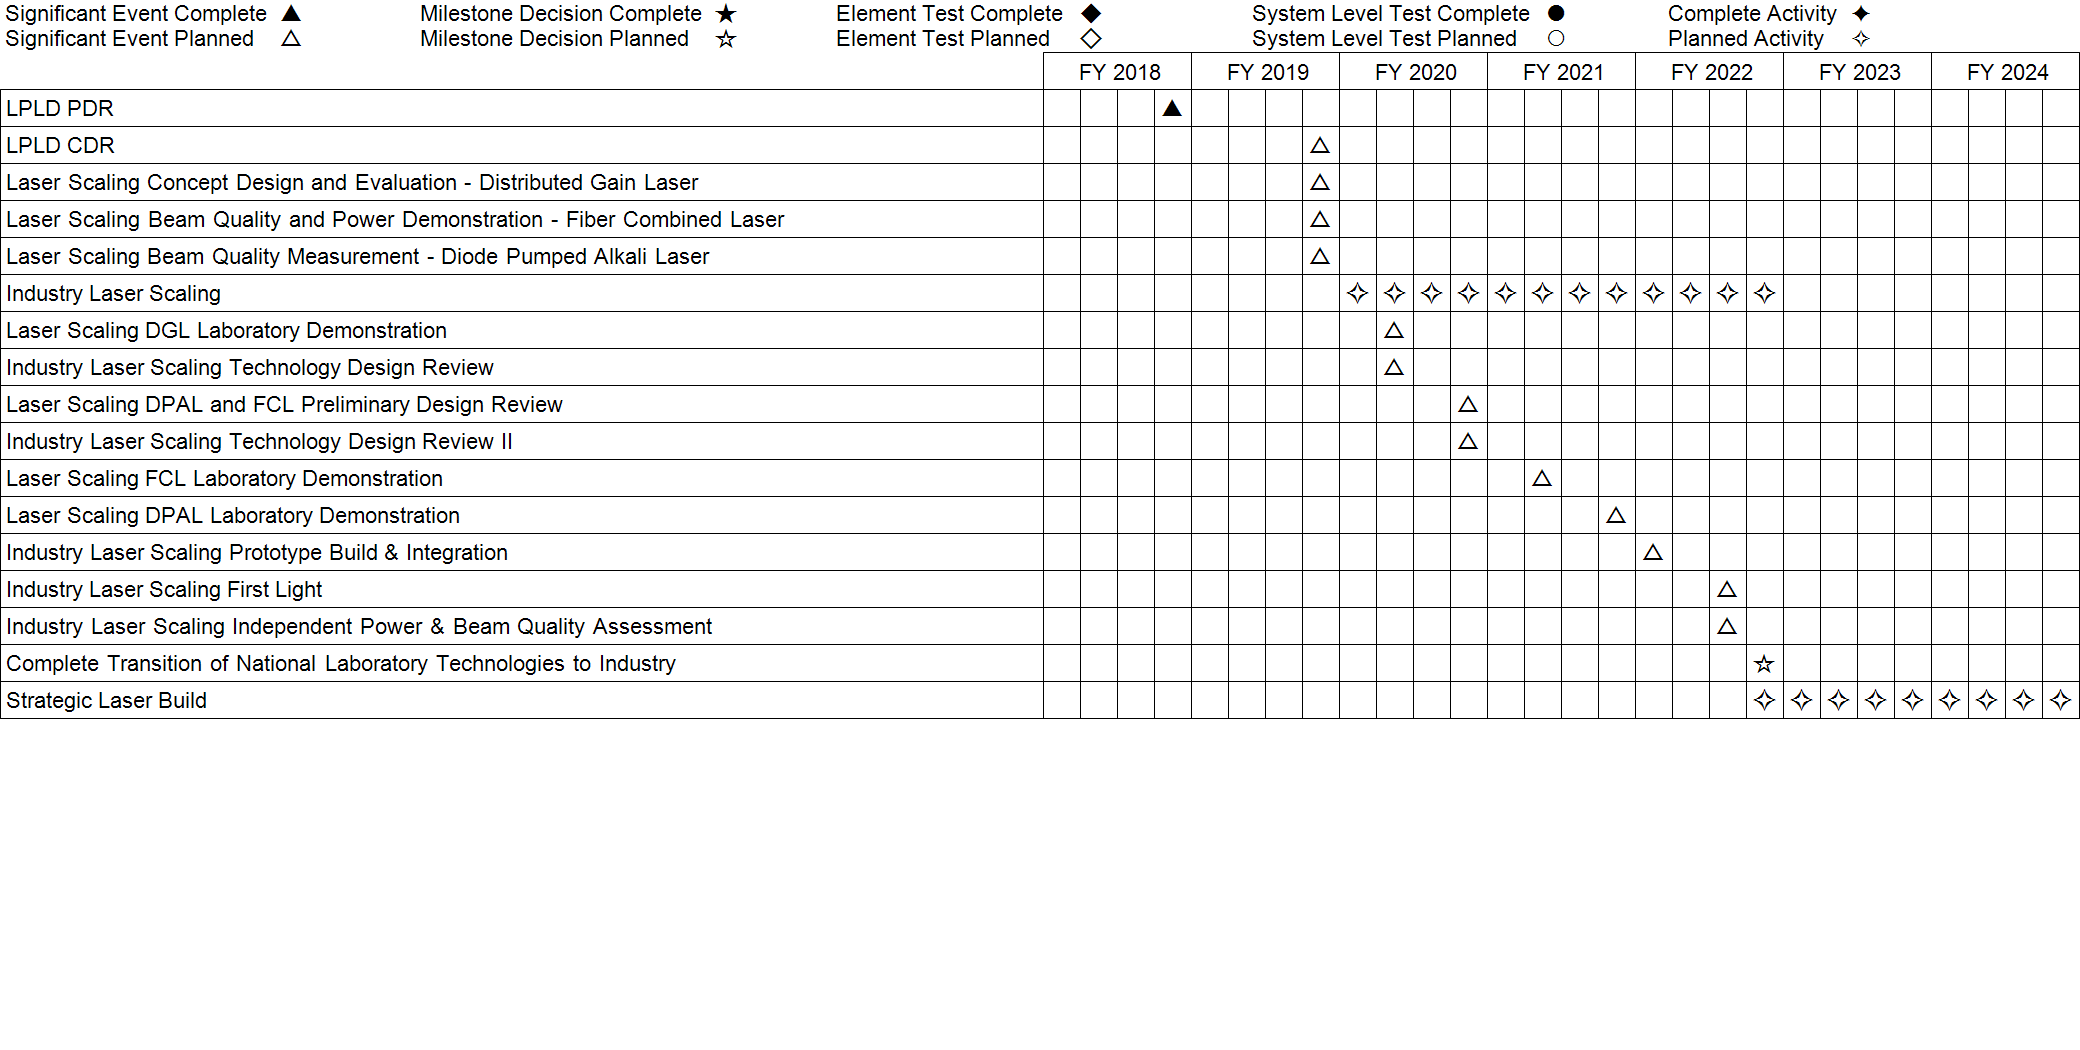 Significant Event Complete ▲ Milestone Decision Complete ★ Element Test Complete ◆ System Level Test Complete ● Complete Activity ✦
Significant Event Planned △ Milestone Decision Planned ☆ Element Test Planned ◇ System Level Test Planned ○ Planned Activity ✧
FY 2018 FY 2019 FY 2020 FY 2021 FY 2022 FY 2023 FY 2024
LPLD PDR ▲
LPLD CDR △
Laser Scaling Concept Design and Evaluation - Distributed Gain Laser △
Laser Scaling Beam Quality and Power Demonstration - Fiber Combined Laser △
Laser Scaling Beam Quality Measurement - Diode Pumped Alkali Laser △
Industry Laser Scaling ✧ ✧ ✧ ✧ ✧ ✧ ✧ ✧ ✧ ✧ ✧ ✧
Laser Scaling DGL Laboratory Demonstration △
Industry Laser Scaling Technology Design Review △
Laser Scaling DPAL and FCL Preliminary Design Review △
Industry Laser Scaling Technology Design Review II △
Laser Scaling FCL Laboratory Demonstration △
Laser Scaling DPAL Laboratory Demonstration △
Industry Laser Scaling Prototype Build & Integration △
Industry Laser Scaling First Light △
Industry Laser Scaling Independent Power & Beam Quality Assessment △
Complete Transition of National Laboratory Technologies to Industry ☆
Strategic Laser Build ✧ ✧ ✧ ✧ ✧ ✧ ✧ ✧ ✧